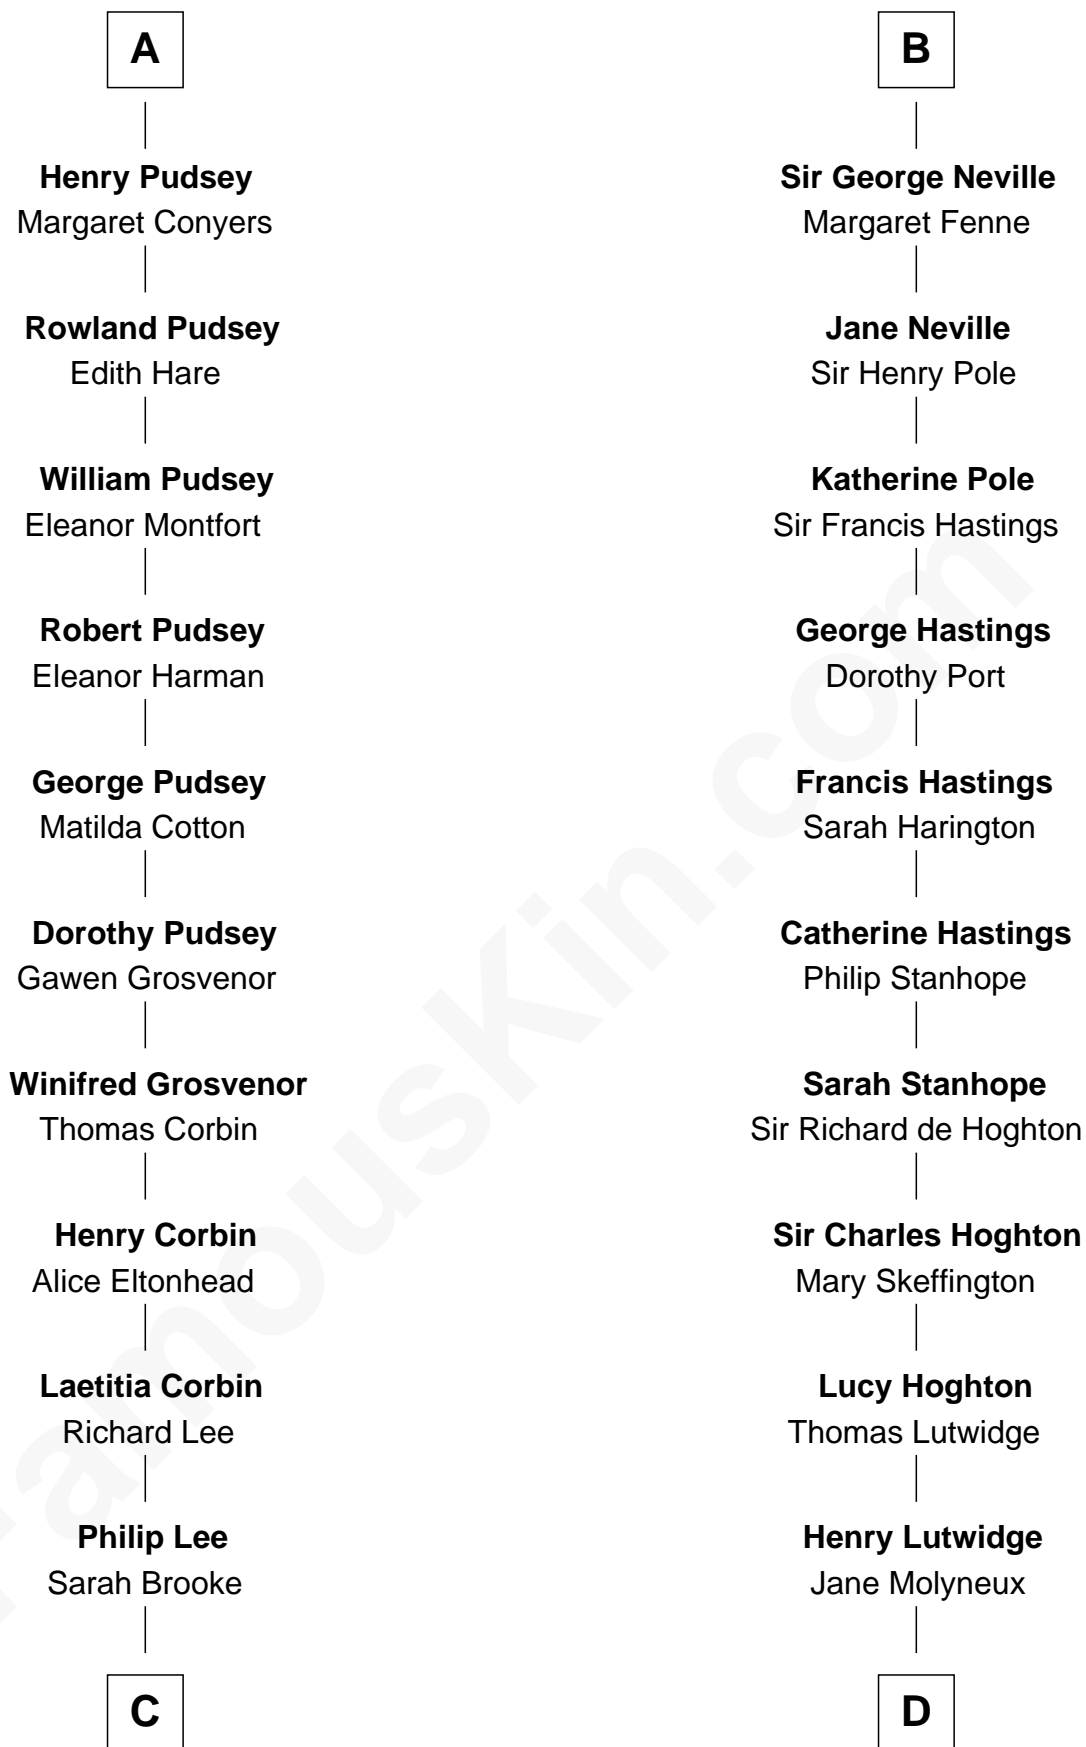 A
Henry Pudsey
Margaret Conyers
Rowland Pudsey
Edith Hare
William Pudsey
Eleanor Montfort
Robert Pudsey
Eleanor Harman
George Pudsey
Matilda Cotton
Dorothy Pudsey
Gawen Grosvenor
Winifred Grosvenor
Thomas Corbin
Henry Corbin
Alice Eltonhead
Laetitia Corbin
Richard Lee
Philip Lee
Sarah Brooke
C
B
Sir George Neville
Margaret Fenne
Jane Neville
Sir Henry Pole
Katherine Pole
Sir Francis Hastings
George Hastings
Dorothy Port
Francis Hastings
Sarah Harington
Catherine Hastings
Philip Stanhope
Sarah Stanhope
Sir Richard de Hoghton
Sir Charles Hoghton
Mary Skeffington
Lucy Hoghton
Thomas Lutwidge
Henry Lutwidge
Jane Molyneux
D
FamousKin.com